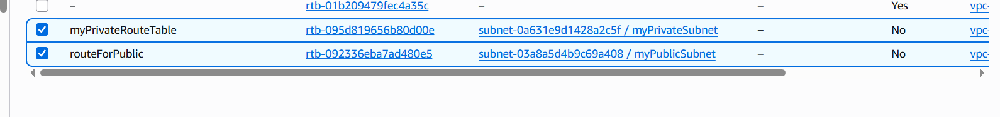 – rtb-01b209479fec4a35c – – Yes vpc-
myPrivateRouteTable rtb-095d819656b80d00e subnet-0a631e9d1428a2c5f / myPrivateSubnet – No vpc-
routeForPublic rtb-092336eba7ad480e5 subnet-03a8a5d4b9c69a408 / myPublicSubnet – No vpc-